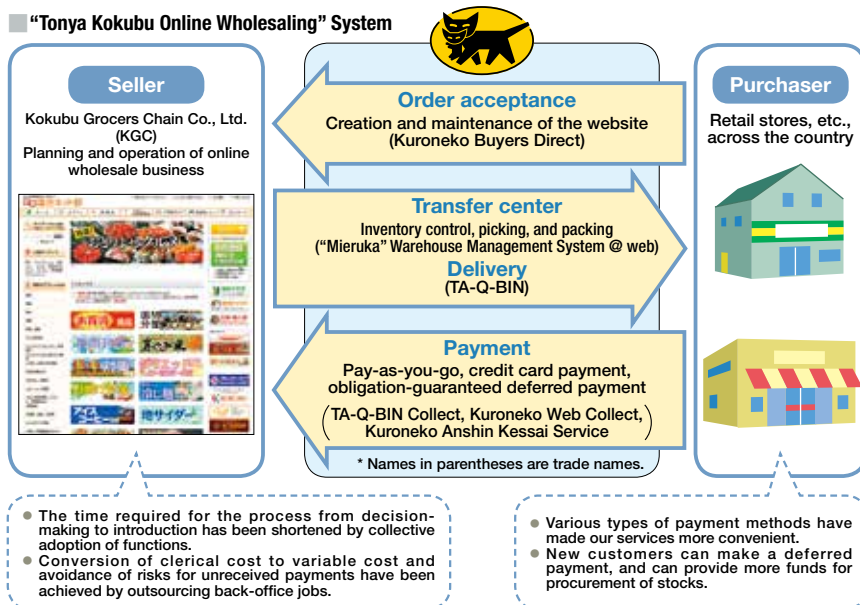 "Tonya Kokubu Online Wholesaling" System
Seller
Kokubu Grocers Chain Co., Ltd.
(KGC)
Planning and operation of online
wholesale business
Order acceptance
Creation and maintenance of the website
(Kuroneko Buyers Direct)
Transfer center
Inventory control, picking, and packing
("Mieruka" Warehouse Management System @ web)
Delivery
(TA-Q-BIN)
Payment
Pay-as-you-go, credit card payment,
obligation-guaranteed deferred payment
(TA-Q-BIN Collect, Kuroneko Web Collect,
Kuroneko Anshin Kessai Service)
* Names in parentheses are trade names.
Purchaser
Retail stores, etc.,
across the country
● The time required for the process from decision-
making to introduction has been shortened by collective
adoption of functions.
● Conversion of clerical cost to variable cost and
avoidance of risks for unreceived payments have been
achieved by outsourcing back-office jobs.
● Various types of payment methods have
made our services more convenient.
● New customers can make a deferred
payment, and can provide more funds for
procurement of stocks.